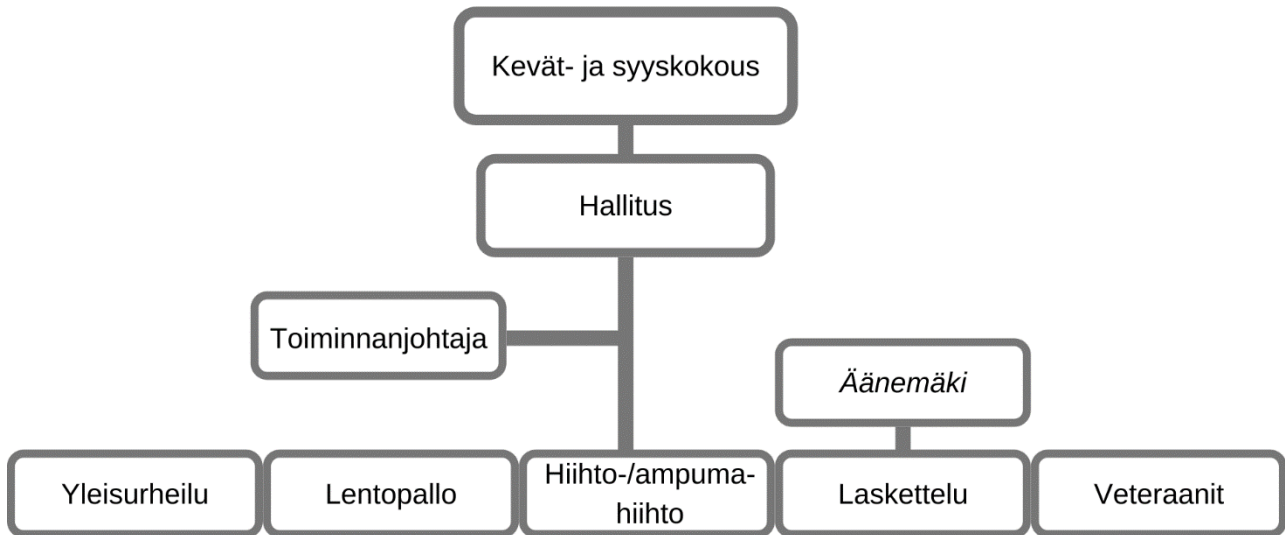 Kevät- ja syyskokous
Hallitus
Toiminnanjohtaja
Äänemäki
Yleisurheilu
Lentopallo
Hiihto-/ampuma-
hiihto
Laskettelu
Veteraanit